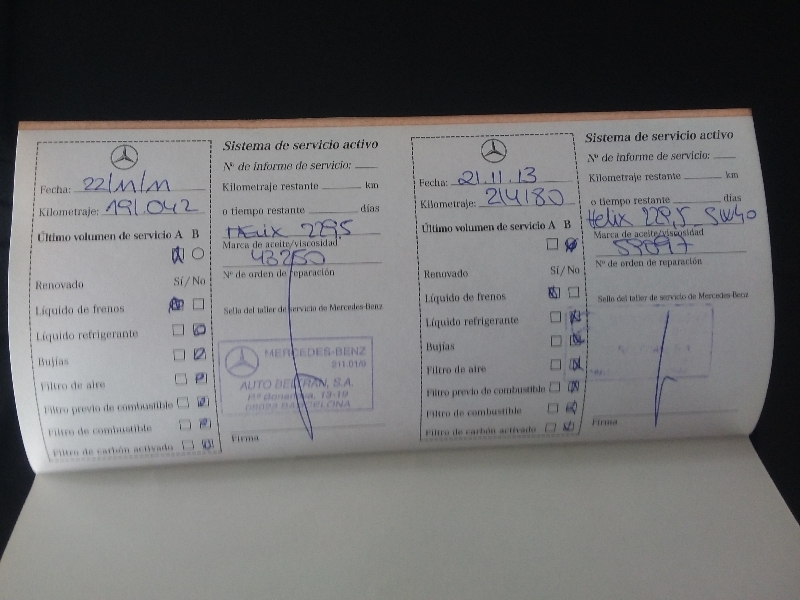 Sistema de servicio activo
Nº de informe de servicio:
Fecha: 22/11/11
Kilometraje restante km
Kilometraje: 191.042
o tiempo restante días
Helix 229,5
Último volumen de servicio A B
Marca de aceite/viscosidad
43250
Nº de orden de reparación
Renovado Sí/No
Líquido de frenos
Sello del taller de servicio de Mercedes-Benz
Líquido refrigerante
MERCEDES-BENZ
Bujías
AUTO BELTRAN, S.A.
Filtro de aire
13-19
BARCELONA
Filtro previo de combustible
Filtro de combustible
Firma
Filtro de carbón activado
Sistema de servicio activo
Nº de informe de servicio:
Fecha: 21.11.13
Kilometraje restante km
Kilometraje: 214180
o tiempo restante días
Helix 229,5 5W40
Último volumen de servicio A B
Marca de aceite/viscosidad
Nº de orden de reparación
Renovado Sí/No
Líquido de frenos
Sello del taller de servicio de Mercedes-Benz
Líquido refrigerante
Bujías
Filtro de aire
Filtro previo de combustible
Filtro de combustible
Firma
Filtro de carbón activado